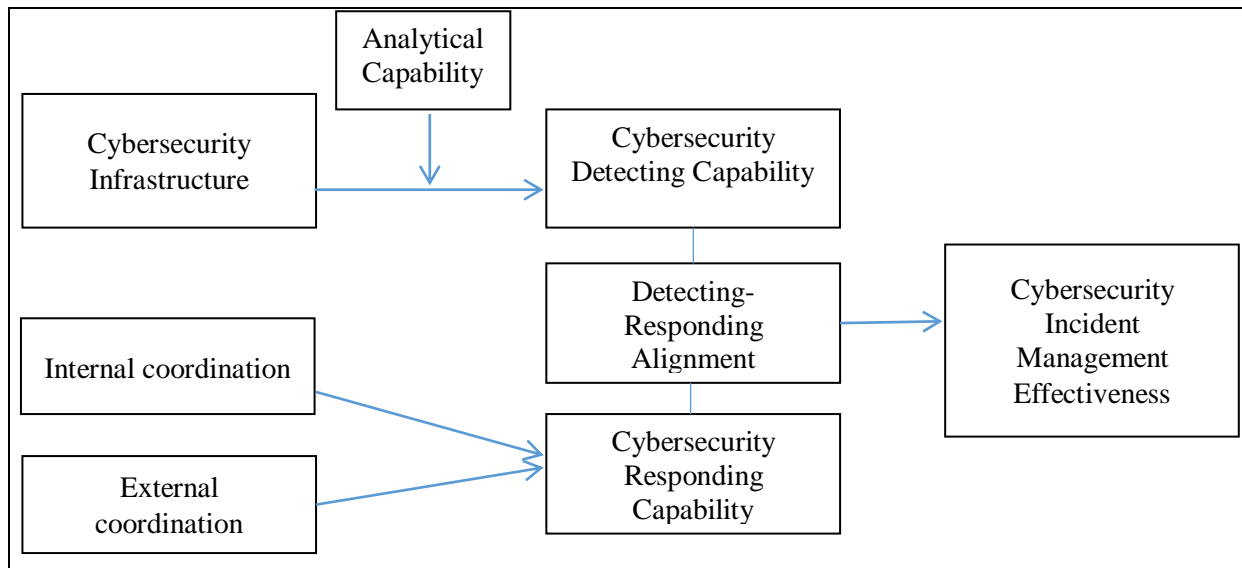 Analytical
Capability
Cybersecurity
Infrastructure
Cybersecurity
Detecting Capability
Detecting-
Responding
Alignment
Cybersecurity
Incident
Management
Effectiveness
Internal coordination
Cybersecurity
Responding
Capability
External
coordination